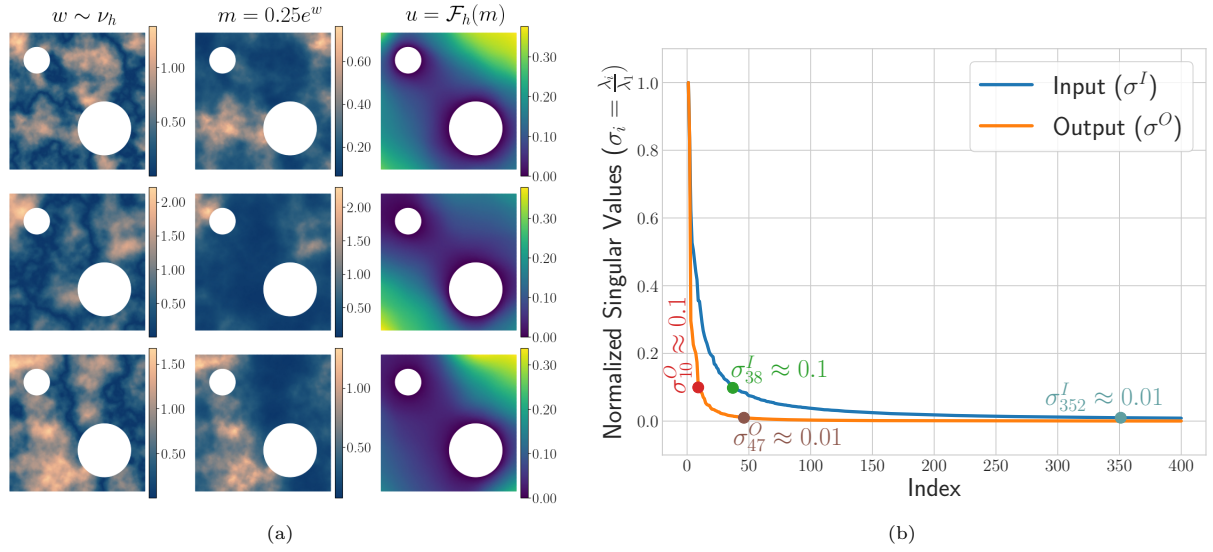 w ∼ ν_h
m = 0.25e^w
u = F_h(m)
1.00
0.50
0.60
0.20
0.30
0.20
0.10
0.00
2.00
1.50
1.00
0.50
2.00
1.50
1.00
0.50
0.30
0.20
0.10
0.00
1.50
1.00
0.50
1.00
0.50
0.30
0.20
0.10
0.00
(a)
Normalized Singular Values (σ_i = λ_i/λ_1)
1.0
0.8
0.6
0.4
0.2
0.0
Input (σ^I)
Output (σ^O)
σ^O_10 ≈ 0.1
σ^I_38 ≈ 0.1
σ^I_352 ≈ 0.01
σ^O_47 ≈ 0.01
0 50 100 150 200 250 300 350 400
Index
(b)